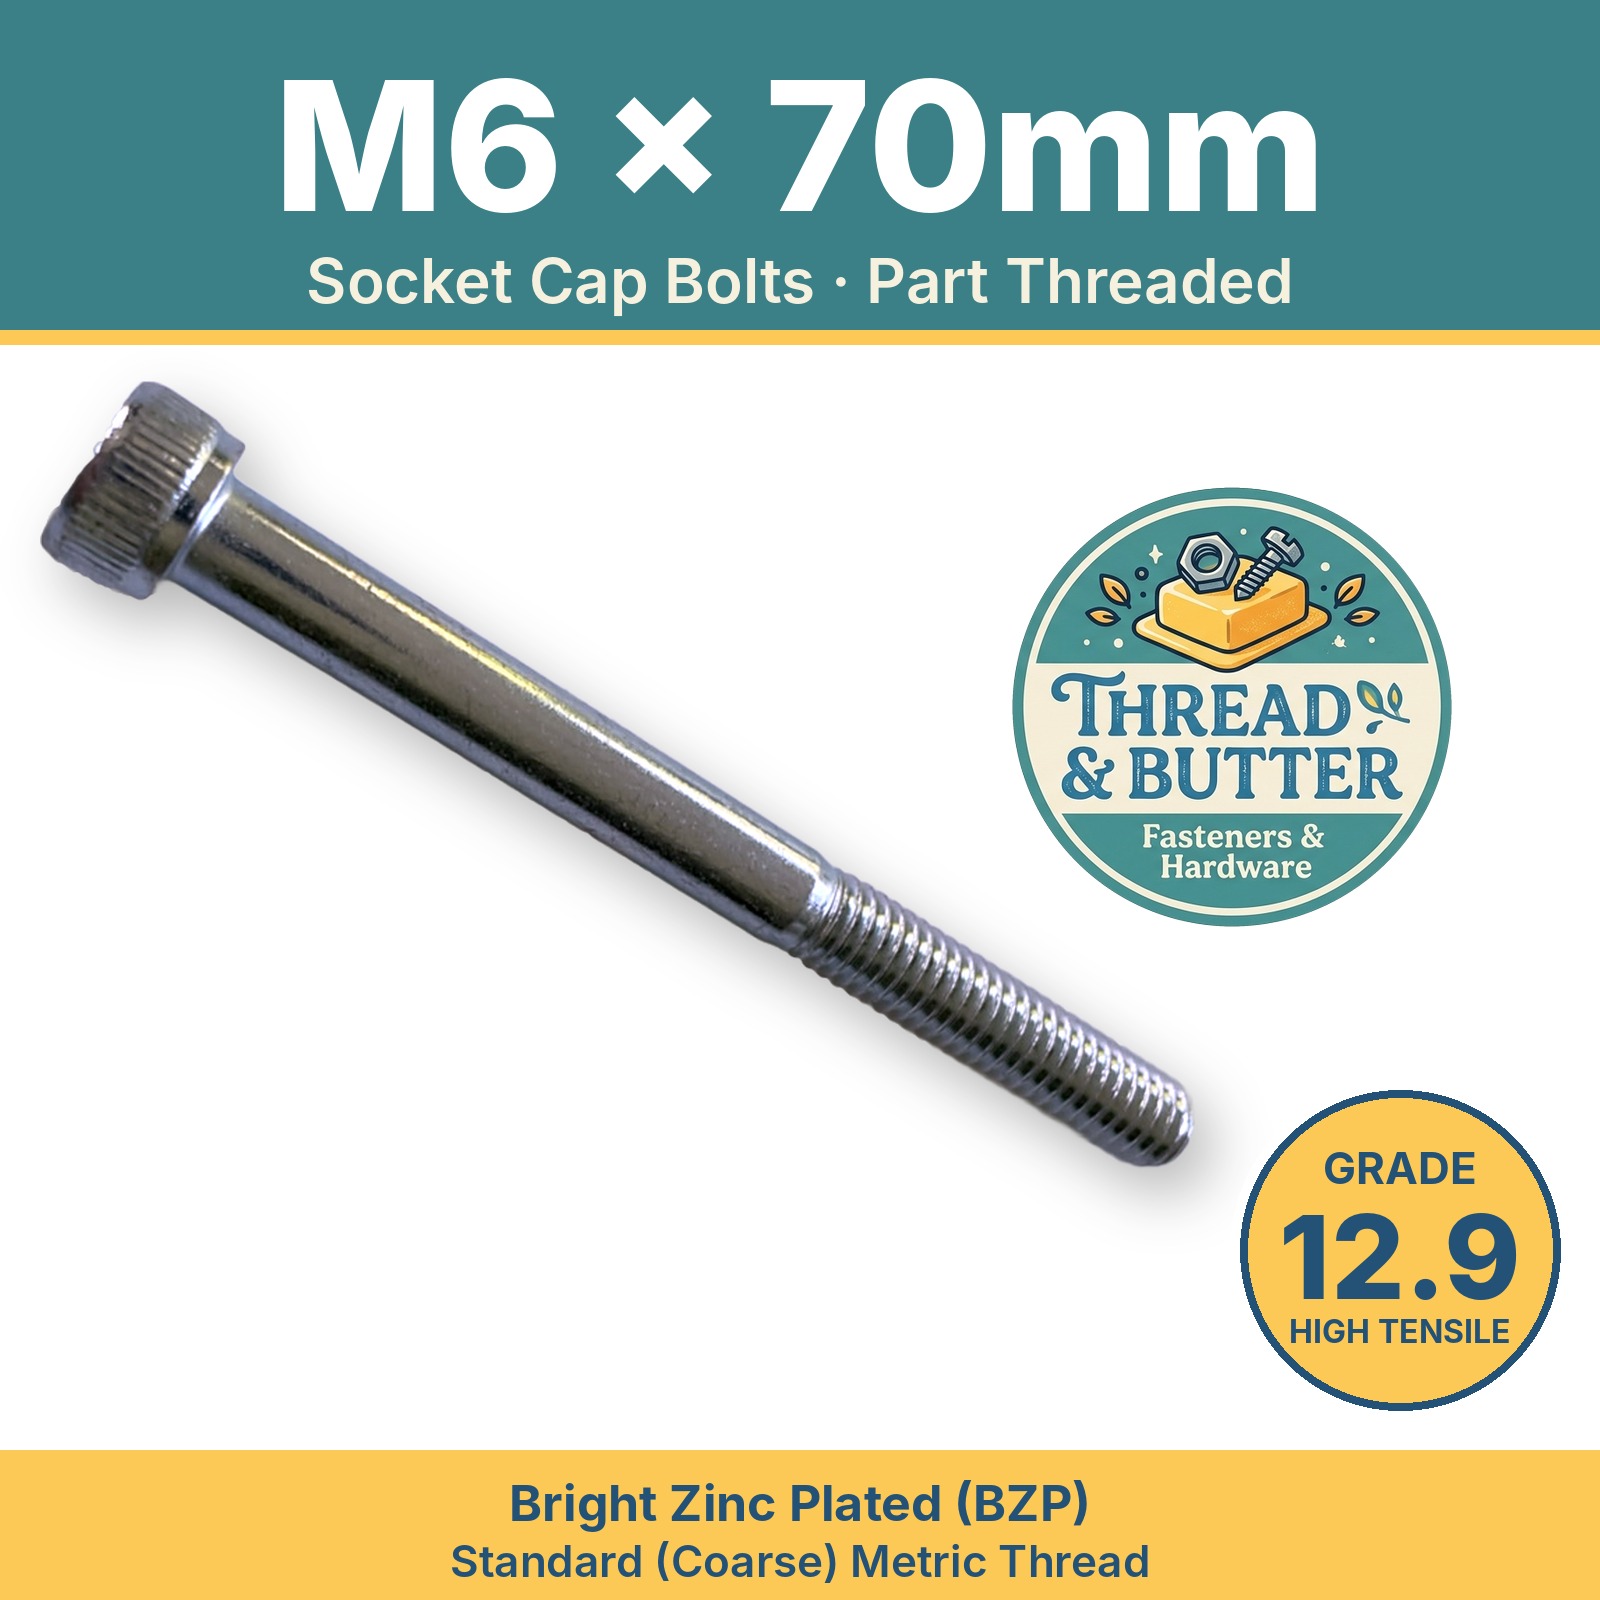 M6 × 70mm
Socket Cap Bolts · Part Threaded
THREAD
& BUTTER
Fasteners &
Hardware
GRADE
12.9
HIGH TENSILE
Bright Zinc Plated (BZP)
Standard (Coarse) Metric Thread